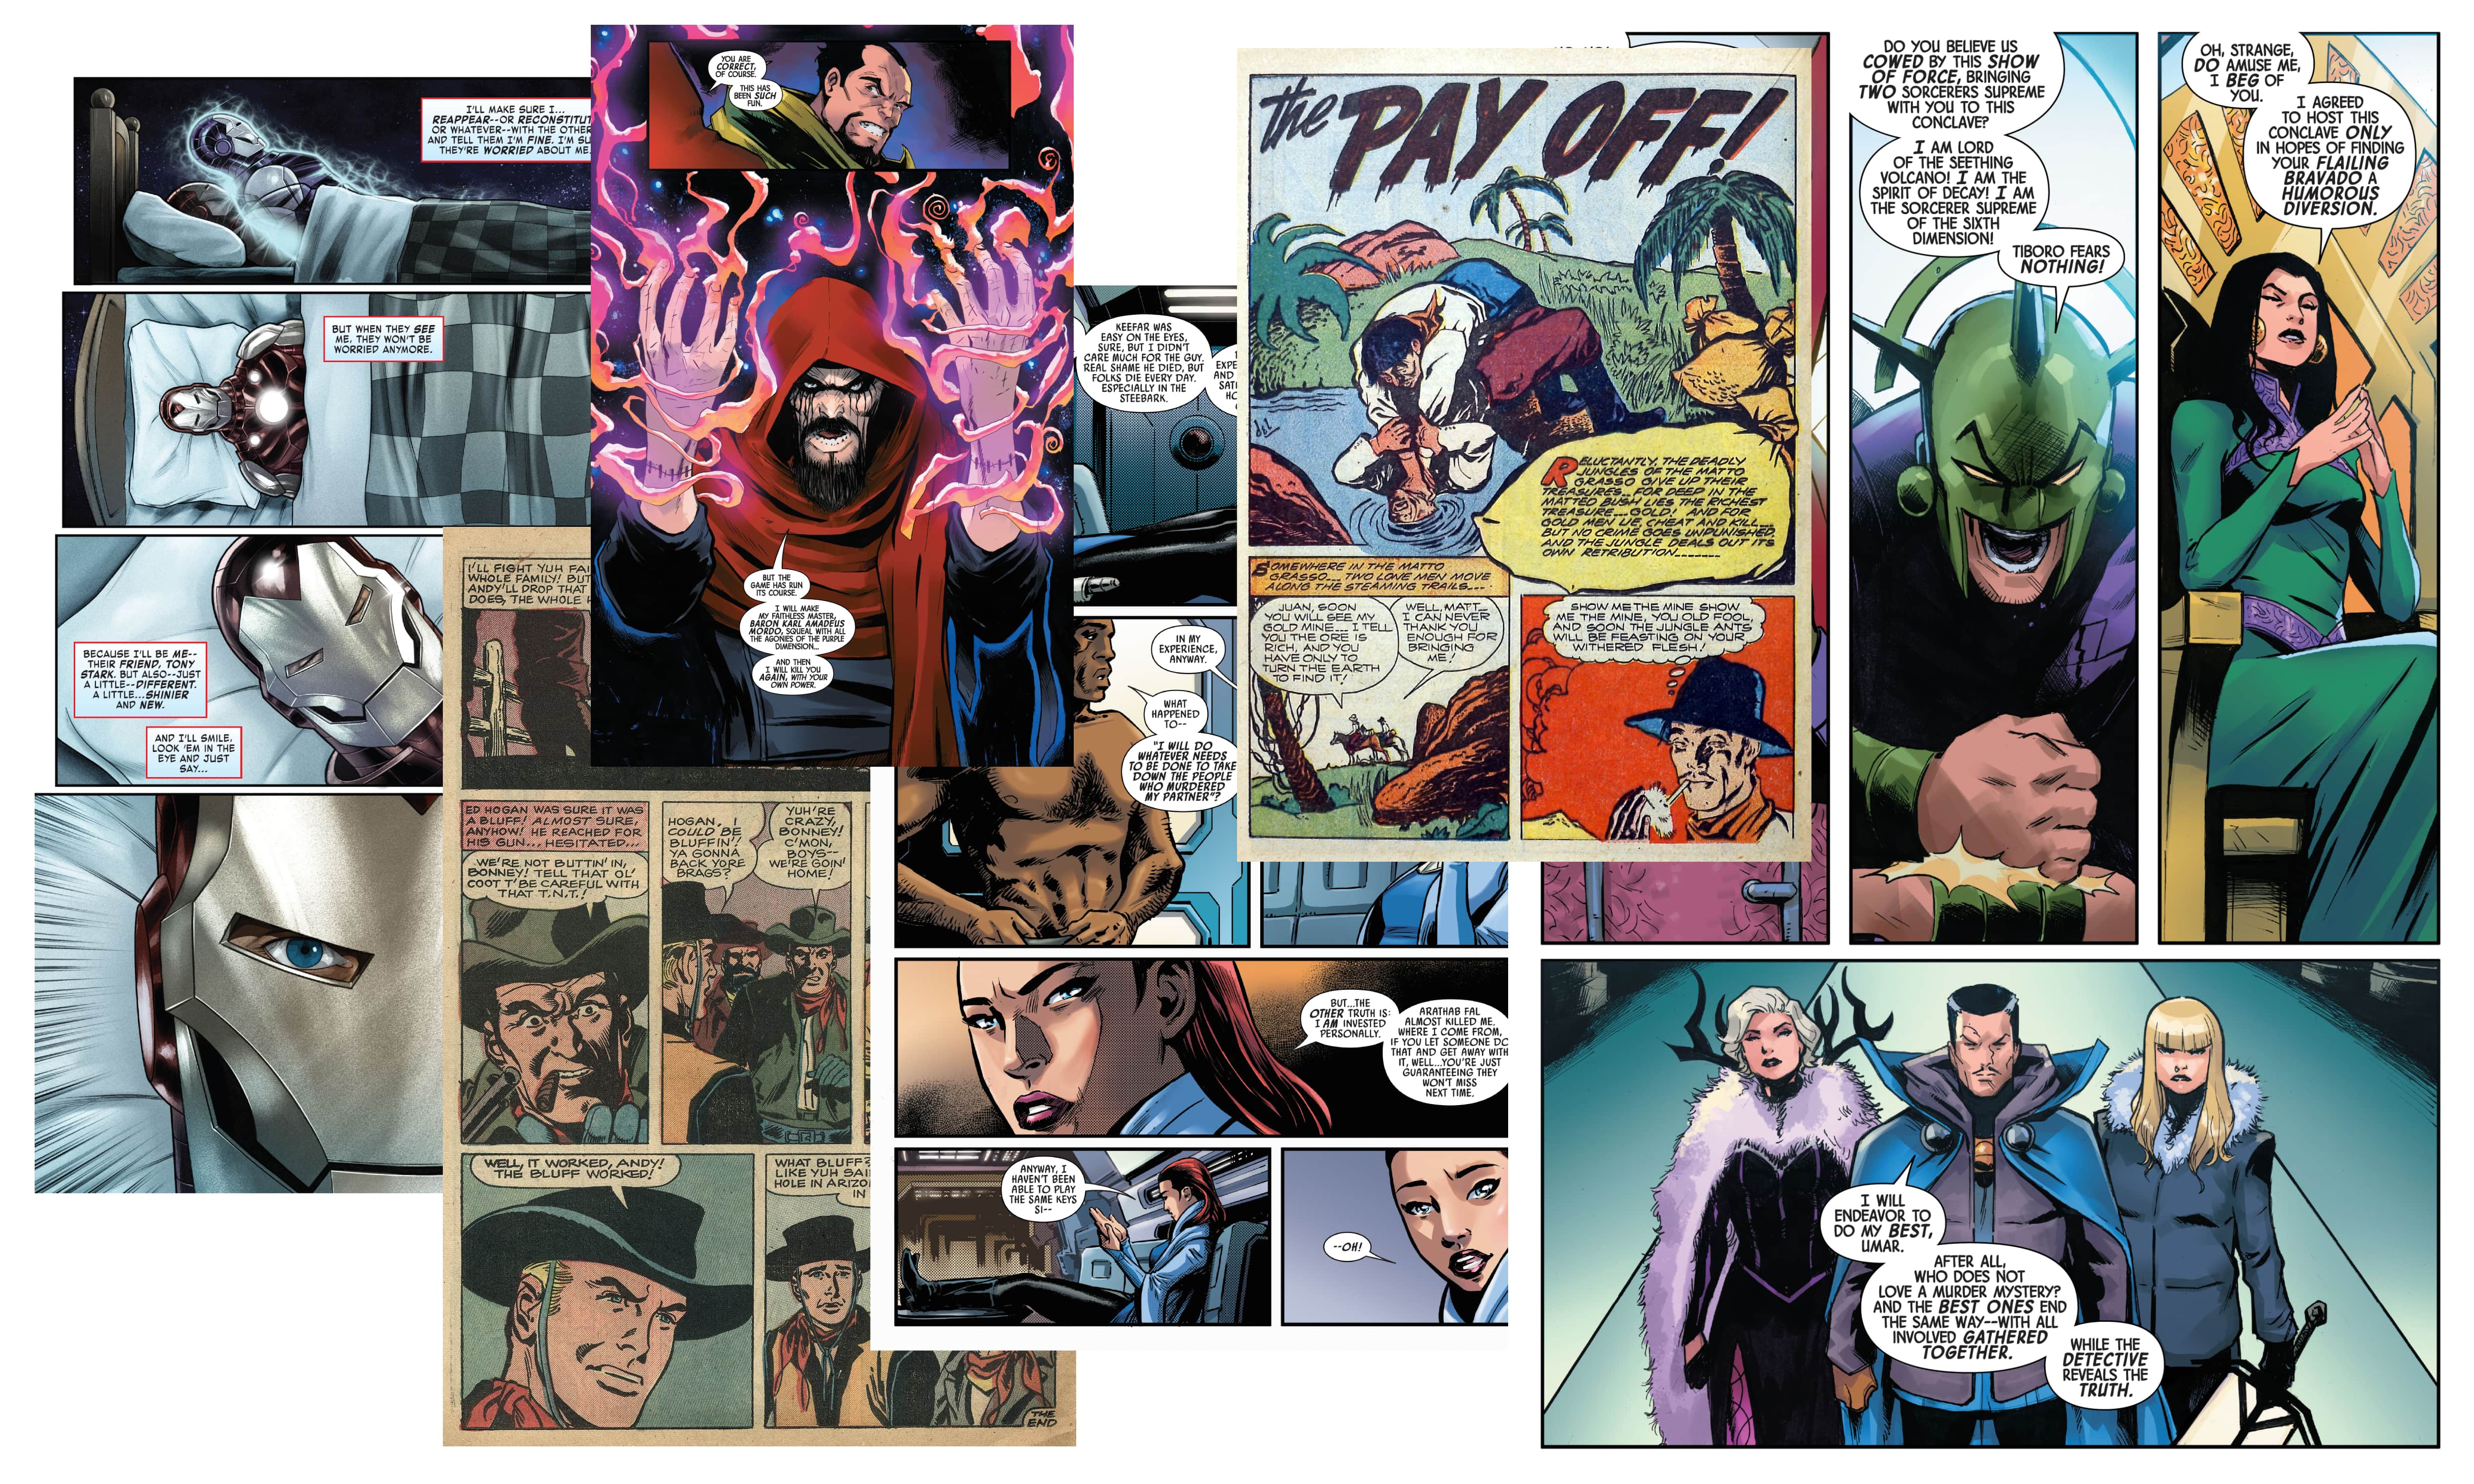 I'LL MAKE SURE I...
REAPPEAR--OR
OR WHATEVER--WITH THE OTHER
AND TELL THEM I'M FINE. I'M
THEY'RE WORRIED ABOUT ME.
BUT WHEN THEY SEE
ME, THEY WON'T BE
WORRIED ANYMORE.
BECAUSE I'LL BE ME--
THEIR FRIEND, TONY
STARK. BUT ALSO--JUST
A LITTLE--DIFFERENT.
A LITTLE...SHINIER
AND NEW.
AND I'LL SMILE,
LOOK 'EM IN THE
EYE AND JUST
SAY...
I'LL FIGHT YUH
WHOLE FAMILY! BUT
ANDY'LL DROP THAT
DOES, THE WHOLE
ED HOGAN WAS SURE IT WAS
A BLUFF! ALMOST SURE,
ANYHOW! HE REACHED FOR
HIS GUN... HESITATED...
WE'RE NOT BUTTIN' IN,
BONNEY! TELL THAT OL'
COOT T'BE CAREFUL WITH
THAT T.N.T.!
HOGAN, I
COULD BE
BLUFFIN'!
YA GONNA
BACK YORE
BRAGS?
YUH'RE
CRAZY,
BONNEY!
C'MON,
BOYS--
WE'RE GOIN'
HOME!
WELL, IT WORKED, ANDY!
THE BLUFF WORKED!
WHAT BLUFF?
LIKE YUH
HOLE IN
IN
THE
END
YOU ARE
CORRECT,
OF COURSE.
THIS HAS
BEEN SUCH
FUN.
BUT THE
GAME HAS RUN
ITS COURSE.
I WILL MAKE
MY FAITHLESS MASTER,
BARON KARL AMADEUS
MORDO, SQUEAL WITH ALL
THE AGONIES OF THE PURPLE
DIMENSION...
AND THEN
I WILL KILL YOU
AGAIN, WITH YOUR
OWN POWER.
KEEFAR WAS
EASY ON THE EYES,
SURE, BUT I DIDN'T
CARE MUCH FOR THE GUY.
REAL SHAME HE DIED, BUT
FOLKS DIE EVERY DAY.
ESPECIALLY IN THE
STEEBARK.
AND
IN MY
EXPERIENCE,
ANYWAY.
WHAT
HAPPENED
TO--
"I WILL DO
WHATEVER NEEDS
TO BE DONE TO TAKE
DOWN THE PEOPLE
WHO MURDERED
MY PARTNER"?
BUT...THE
OTHER TRUTH IS:
I AM INVESTED
PERSONALLY.
ARATHAB FAL
ALMOST KILLED ME.
WHERE I COME FROM,
IF YOU LET SOMEONE DO
THAT AND GET AWAY WITH
IT, WELL...YOU'RE JUST
GUARANTEEING THEY
WON'T MISS
NEXT TIME.
ANYWAY, I
HAVEN'T BEEN
ABLE TO PLAY
THE SAME KEYS
SI--
--OH!
the PAY OFF!
del
RELUCTANTLY, THE DEADLY
JUNGLES OF THE MATTO
GRASSO GIVE UP THEIR
TREASURES... FOR DEEP IN THE
MATTED BUSH LIES THE RICHEST
TREASURE.... GOLD! AND FOR
GOLD MEN LIE, CHEAT AND KILL....
BUT NO CRIME GOES UNPUNISHED,
AND THE JUNGLE DEALS OUT ITS
OWN RETRIBUTION.......
SOMEWHERE IN THE MATTO
GRASSO.... TWO LONE MEN MOVE
ALONG THE STEAMING TRAILS....
JUAN, SOON
YOU WILL SEE MY
GOLD MINE.... I TELL
YOU THE ORE IS
RICH, AND YOU
HAVE ONLY TO
TURN THE EARTH
TO FIND IT!
WELL, MATT...
I CAN NEVER
THANK YOU
ENOUGH FOR
BRINGING
ME!
SHOW ME THE MINE SHOW
ME THE MINE, YOU OLD FOOL,
AND SOON THE JUNGLE ANTS
WILL BE FEASTING ON YOUR
WITHERED FLESH!
DO YOU BELIEVE US
COWED BY THIS SHOW
OF FORCE, BRINGING
TWO SORCERERS SUPREME
WITH YOU TO THIS
CONCLAVE?
I AM LORD
OF THE SEETHING
VOLCANO! I AM THE
SPIRIT OF DECAY! I AM
THE SORCERER SUPREME
OF THE SIXTH
DIMENSION!
TIBORO FEARS
NOTHING!
OH, STRANGE,
DO AMUSE ME,
I BEG OF
YOU.
I AGREED
TO HOST THIS
CONCLAVE ONLY
IN HOPES OF FINDING
YOUR FLAILING
BRAVADO A
HUMOROUS
DIVERSION.
I WILL
ENDEAVOR TO
DO MY BEST,
UMAR.
AFTER ALL,
WHO DOES NOT
LOVE A MURDER MYSTERY?
AND THE BEST ONES END
THE SAME WAY--WITH ALL
INVOLVED GATHERED
TOGETHER.
WHILE THE
DETECTIVE
REVEALS THE
TRUTH.